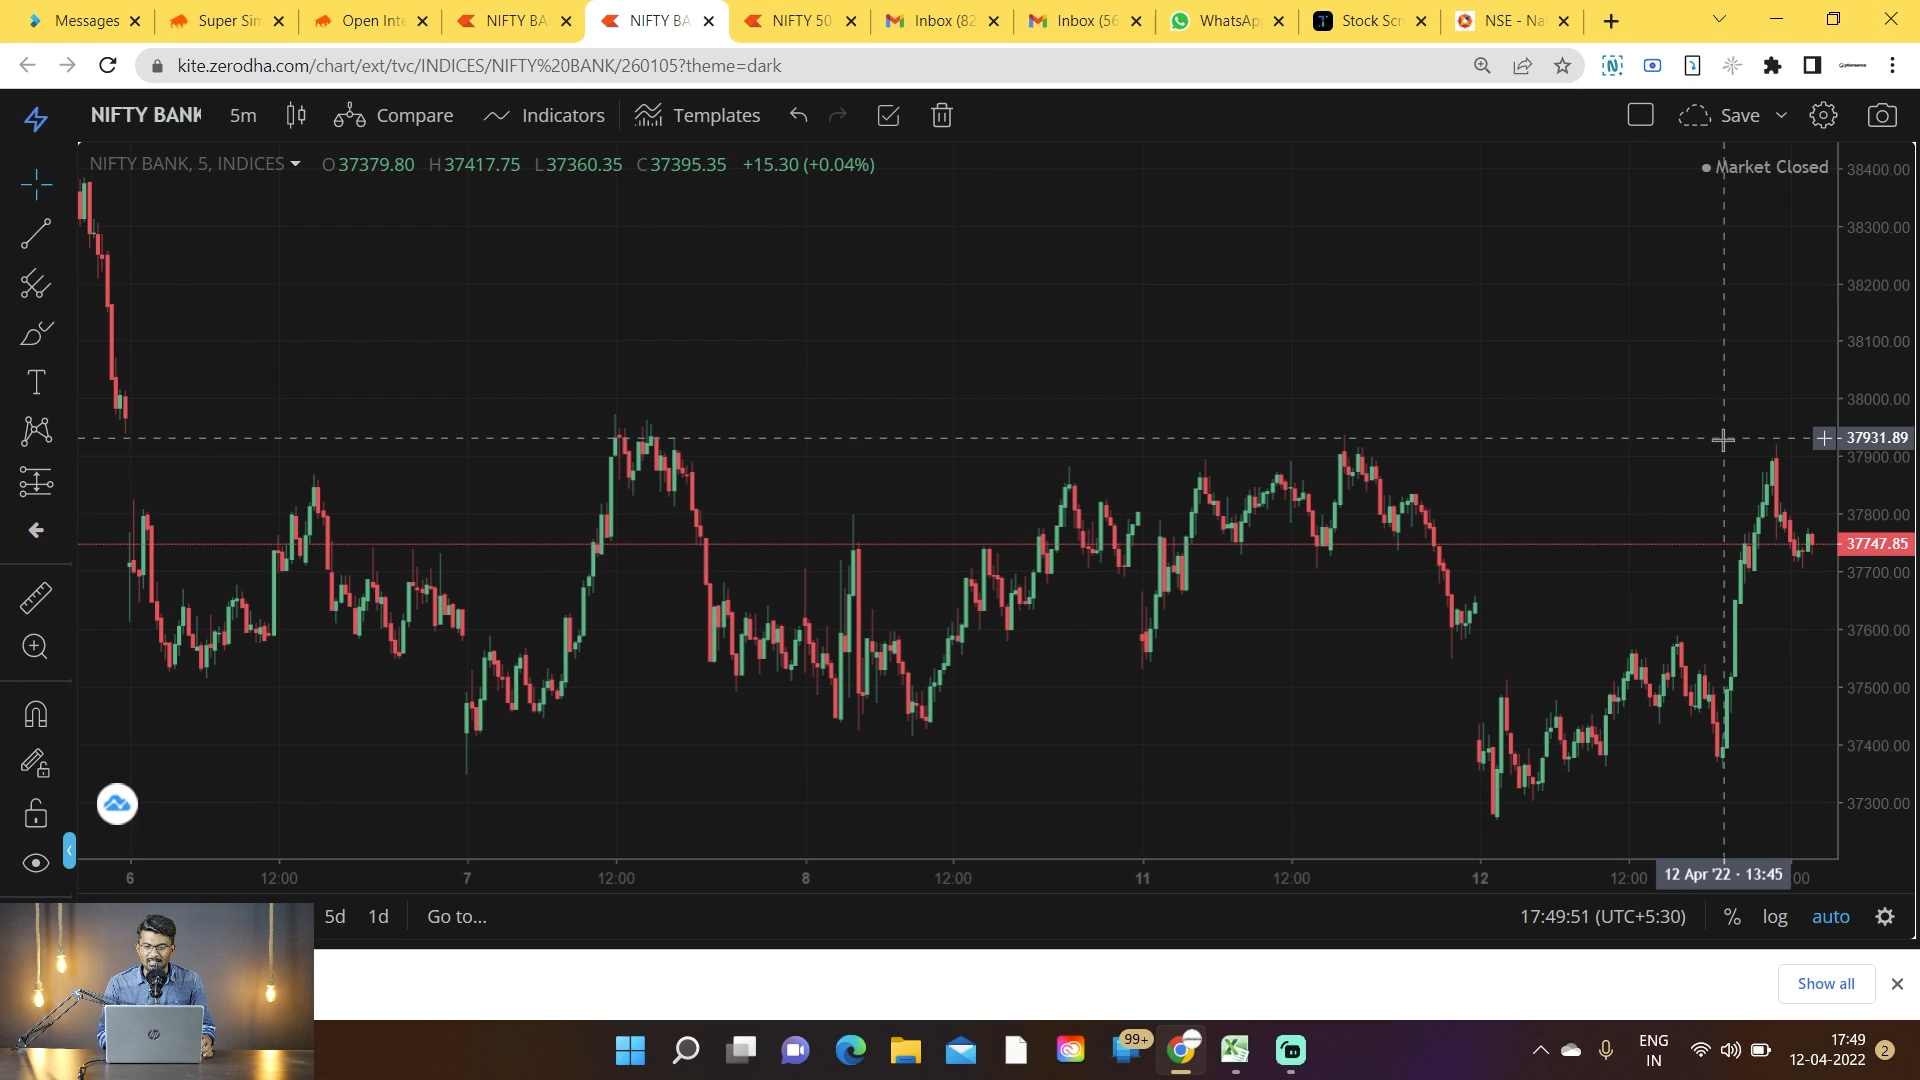 Messages
Super Sim
Open Inte
NIFTY BA
NIFTY BA
NIFTY 50
Inbox (82
Inbox (56
WhatsAp
Stock Scr
NSE - Na
kite.zerodha.com/chart/ext/tvc/INDICES/NIFTY%20BANK/260105?theme=dark
NIFTY BANK 5m Compare Indicators Templates Save
NIFTY BANK, 5, INDICES O37379.80 H37417.75 L37360.35 C37395.35 +15.30 (+0.04%)
Market Closed
38400.00
38300.00
38200.00
38100.00
38000.00
37931.89
37900.00
37800.00
37747.85
37700.00
37600.00
37500.00
37400.00
37300.00
6 12:00 7 12:00 8 12:00 11 12:00 12 12:00 12 Apr '22 · 13:45 :00
5d 1d Go to... 17:49:51 (UTC+5:30) % log auto
Show all
99+
ENG
IN
17:49
12-04-2022
2